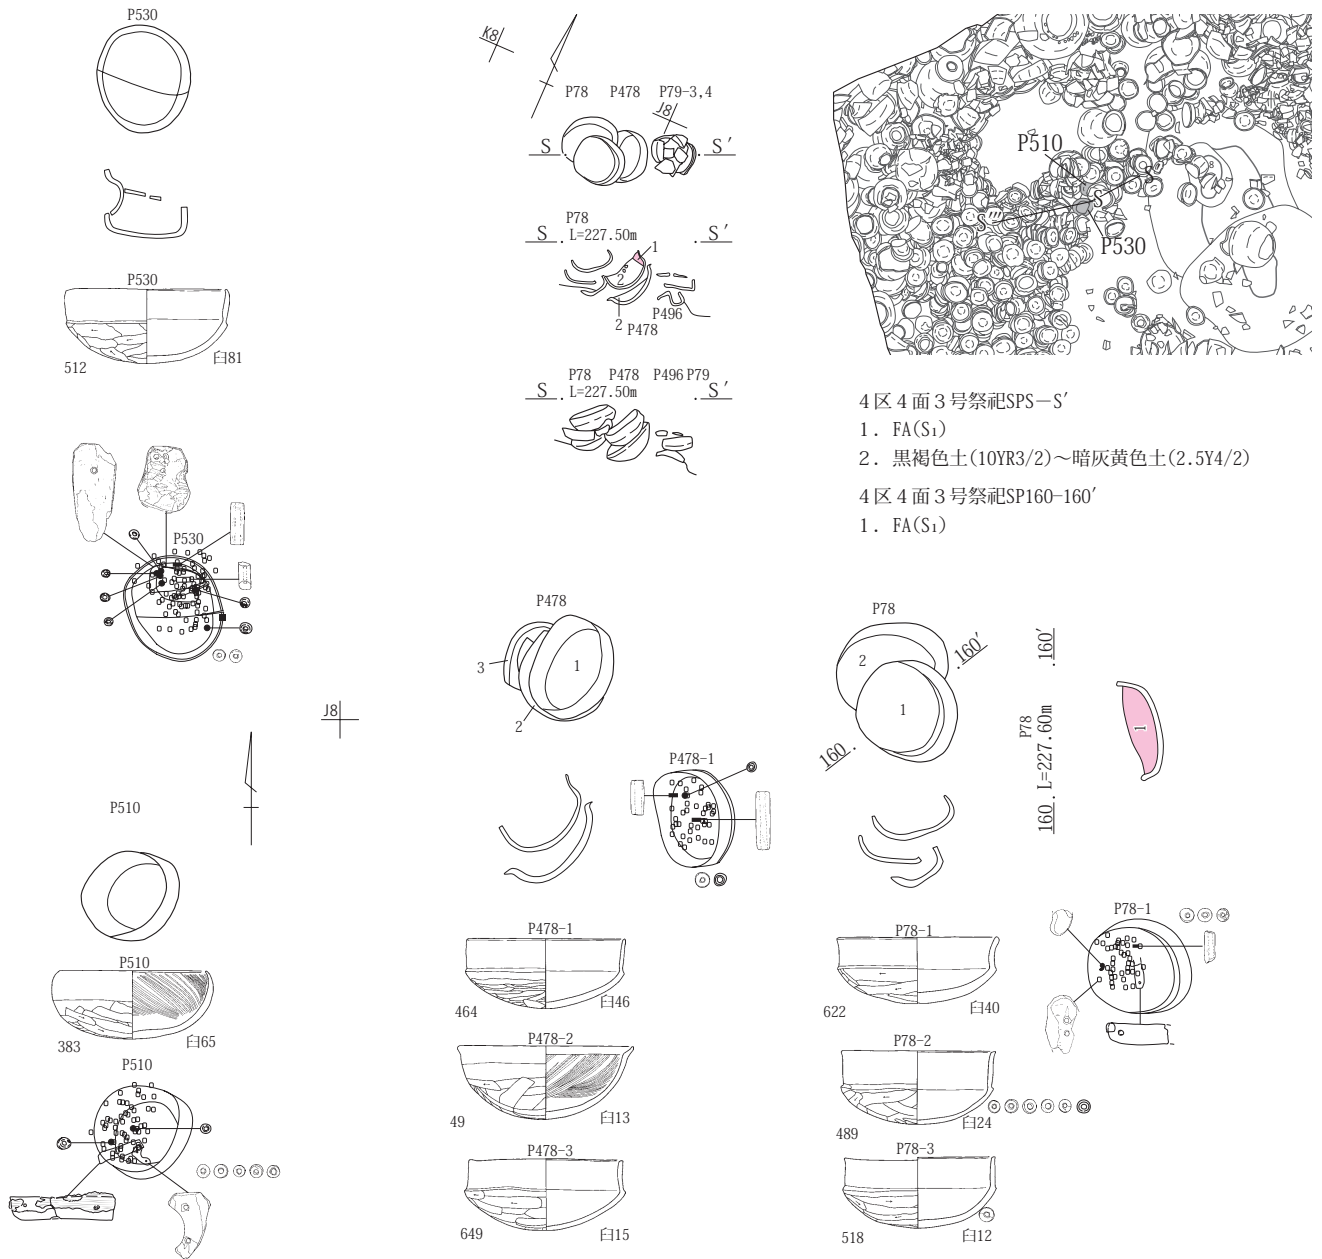 P530
P530
512
臼81
P530
J8
P510
P510
383
臼65
P510
K8
P78 P478 P79-3,4
J8
S S′
P78
L=227.50m
S S′
1
2
2 P478
P496
P78 P478 P496 P79
L=227.50m
S S′
P510
S‴
S
S
P530
4区4面3号祭祀SPS－S′
1. FA(S₁)
2. 黒褐色土(10YR3/2)～暗灰黄色土(2.5Y4/2)
4区4面3号祭祀SP160−160′
1. FA(S₁)
P478
3
1
2
P478-1
P478-1
464
臼46
P478-2
49
臼13
P478-3
649
臼15
P78
2
1
160′
160
P78
160 L=227.60m 160′
1
P78-1
P78-1
622
臼40
P78-2
489
臼24
P78-3
518
臼12